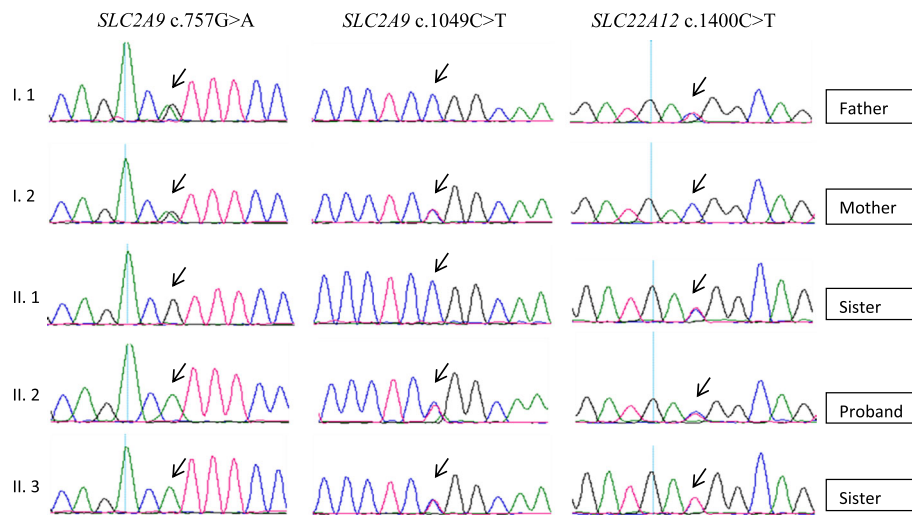 SLC2A9 c.757G>A SLC2A9 c.1049C>T SLC22A12 c.1400C>T
I. 1 Father
I. 2 Mother
II. 1 Sister
II. 2 Proband
II. 3 Sister